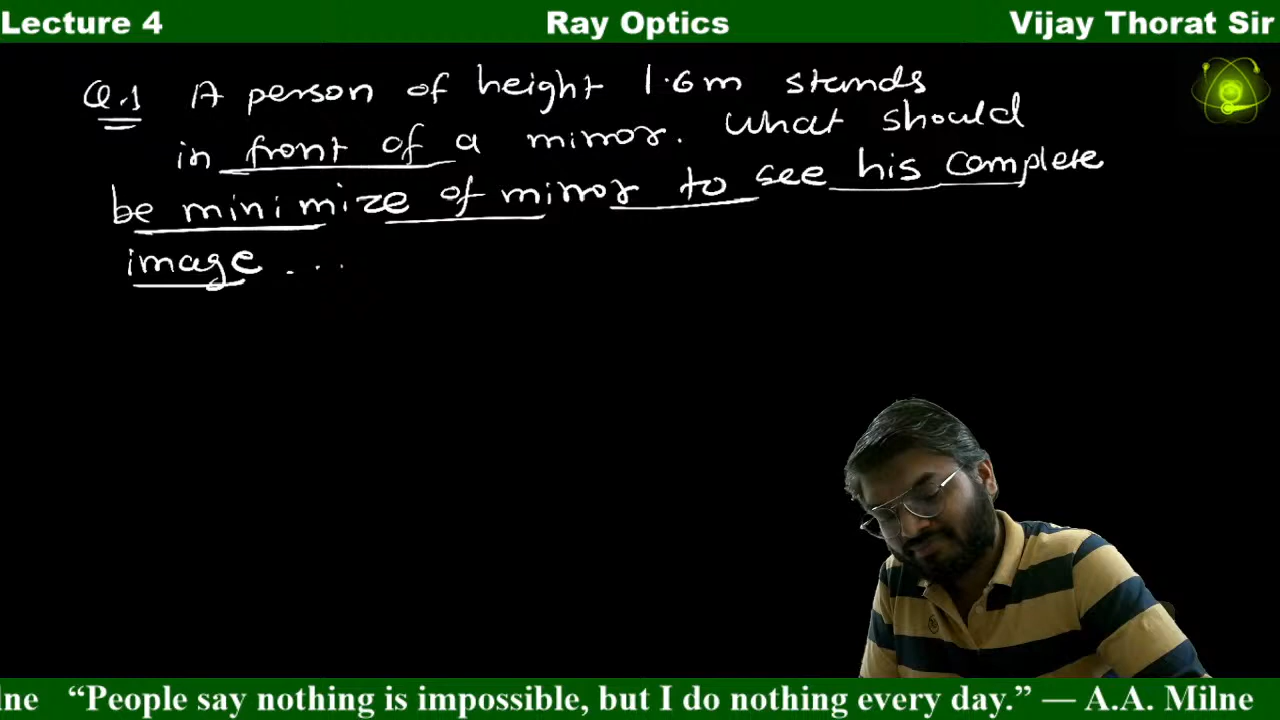 Lecture 4 Ray Optics Vijay Thorat Sir
Q.1 A person of height 1.6m stands
in front of a mirror. What should
be minimize of mirror to see his complete
image ...
lne “People say nothing is impossible, but I do nothing every day.” — A.A. Milne